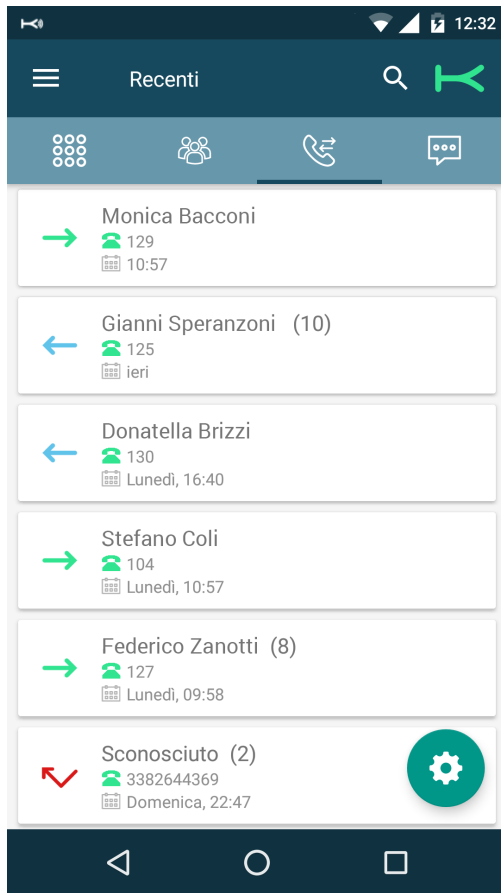 12:32
Recenti
Monica Bacconi
129
10:57
Gianni Speranzoni (10)
125
ieri
Donatella Brizzi
130
Lunedì, 16:40
Stefano Coli
104
Lunedì, 10:57
Federico Zanotti (8)
127
Lunedì, 09:58
Sconosciuto (2)
3382644369
Domenica, 22:47